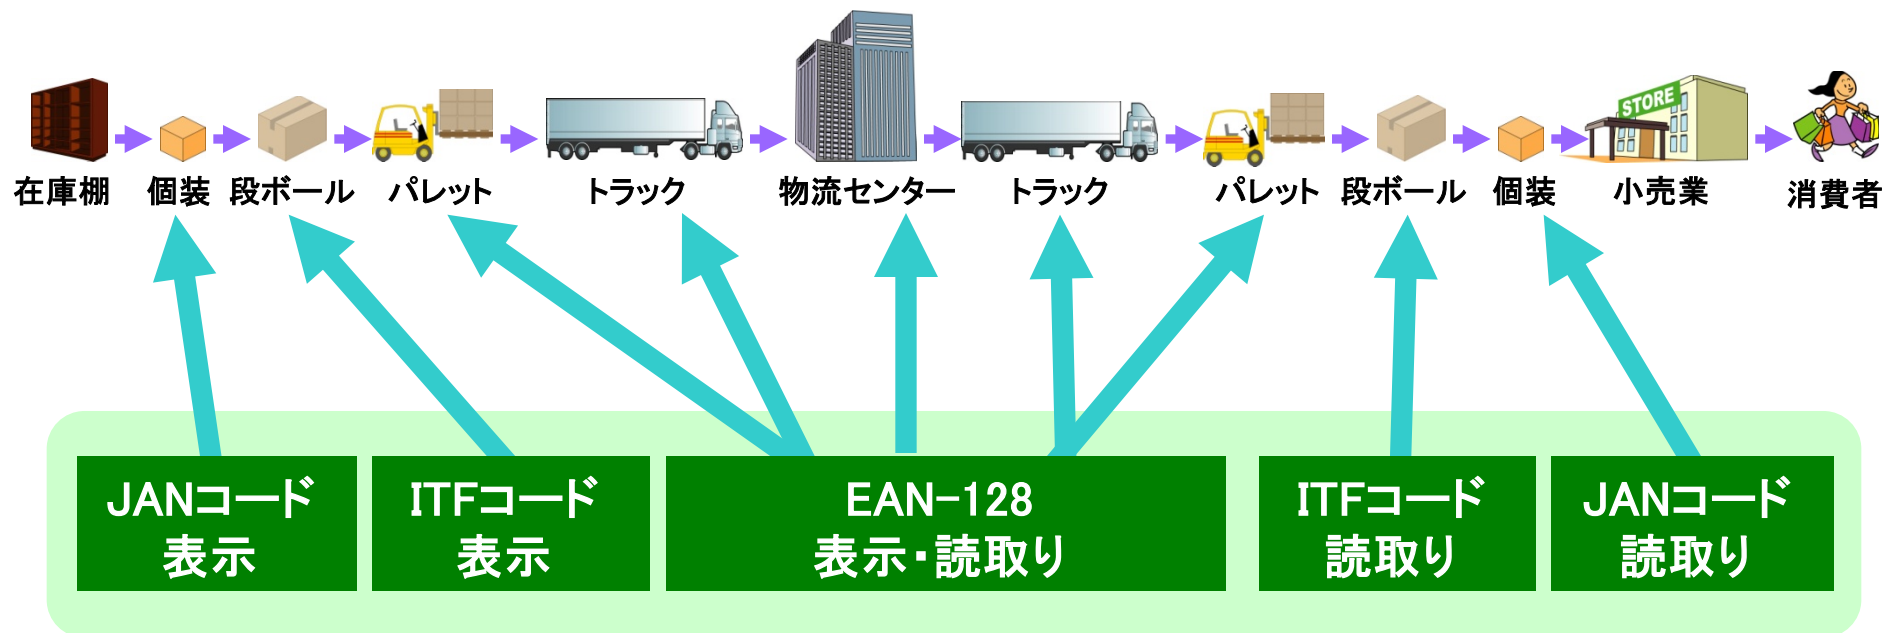 STORE
在庫棚
個装
段ボール
パレット
トラック
物流センター
トラック
パレット
段ボール
個装
小売業
消費者
JANコード
表示
ITFコード
表示
EAN-128
表示・読取り
ITFコード
読取り
JANコード
読取り